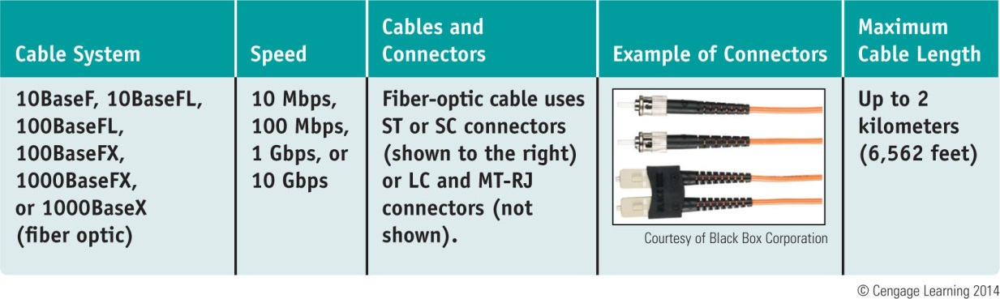 Cable System
Speed
Cables and
Connectors
Example of Connectors
Maximum
Cable Length
10BaseF, 10BaseFL,
100BaseFL,
100BaseFX,
1000BaseFX,
or 1000BaseX
(fiber optic)
10 Mbps,
100 Mbps,
1 Gbps, or
10 Gbps
Fiber-optic cable uses
ST or SC connectors
(shown to the right)
or LC and MT-RJ
connectors (not
shown).
Courtesy of Black Box Corporation
Up to 2
kilometers
(6,562 feet)
© Cengage Learning 2014